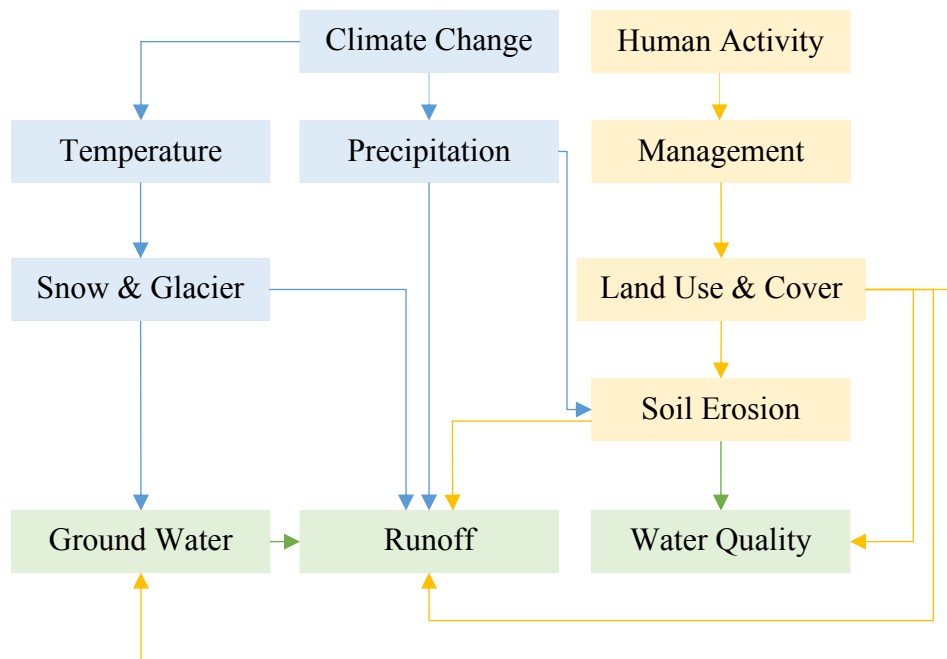 Climate Change
Human Activity
Temperature
Precipitation
Management
Snow & Glacier
Land Use & Cover
Soil Erosion
Ground Water
Runoff
Water Quality